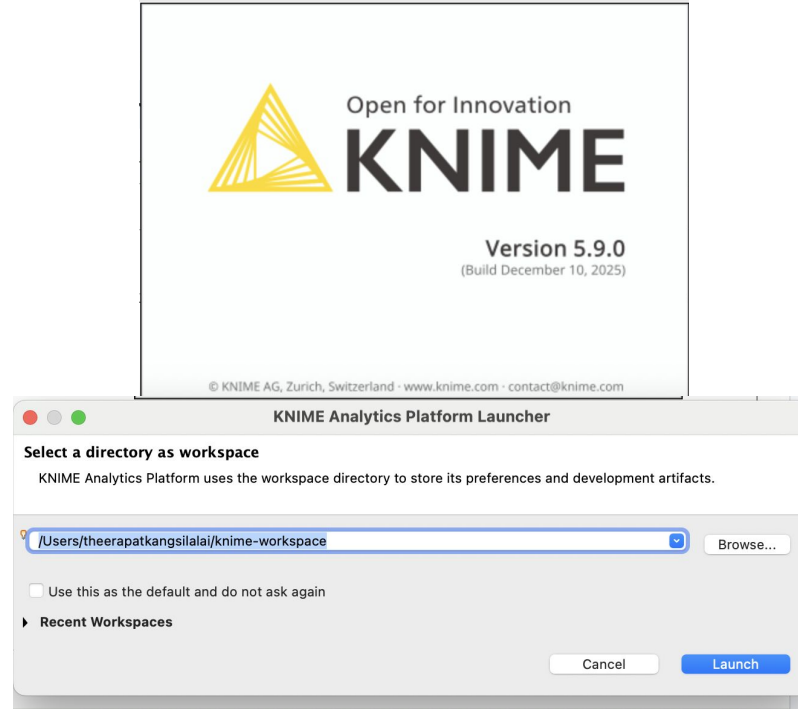 Open for Innovation
KNIME
Version 5.9.0
(Build December 10, 2025)
© KNIME AG, Zurich, Switzerland · www.knime.com · contact@knime.com
KNIME Analytics Platform Launcher
Select a directory as workspace
KNIME Analytics Platform uses the workspace directory to store its preferences and development artifacts.
/Users/theerapatkangsilalai/knime-workspace
Browse...
Use this as the default and do not ask again
Recent Workspaces
Cancel
Launch